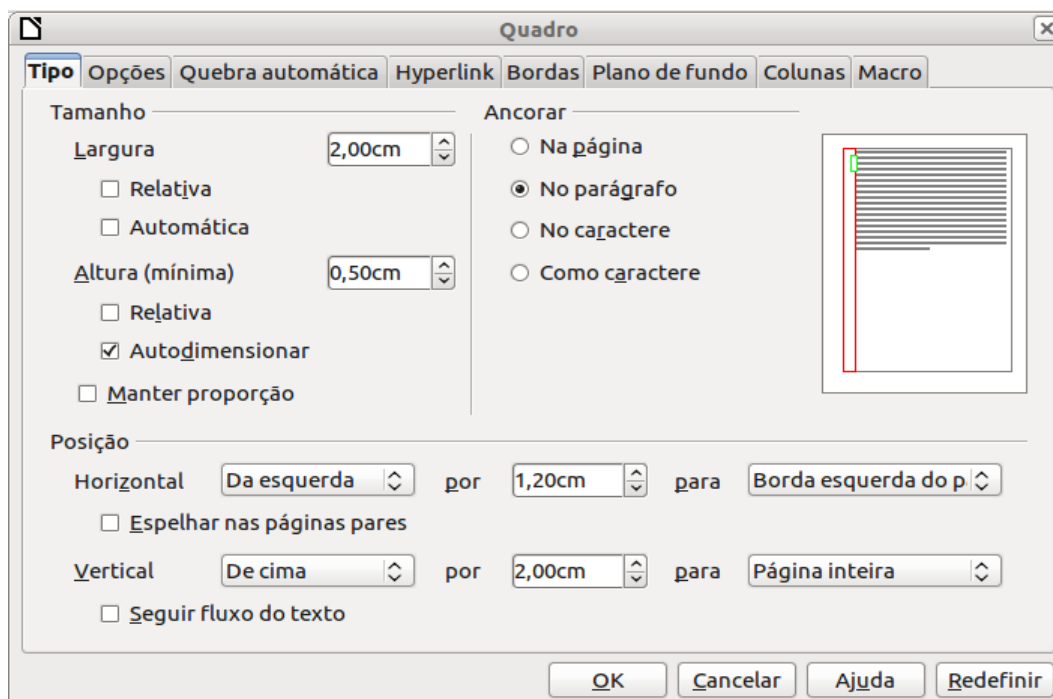 Quadro
Tipo Opções Quebra automática Hyperlink Bordas Plano de fundo Colunas Macro
Tamanho
Largura 2,00cm
Relativa
Automática
Altura (mínima) 0,50cm
Relativa
Autodimensionar
Manter proporção
Ancorar
Na página
No parágrafo
No caractere
Como caractere
Posição
Horizontal Da esquerda por 1,20cm para Borda esquerda do p
Espelhar nas páginas pares
Vertical De cima por 2,00cm para Página inteira
Seguir fluxo do texto
OK Cancelar Ajuda Redefinir